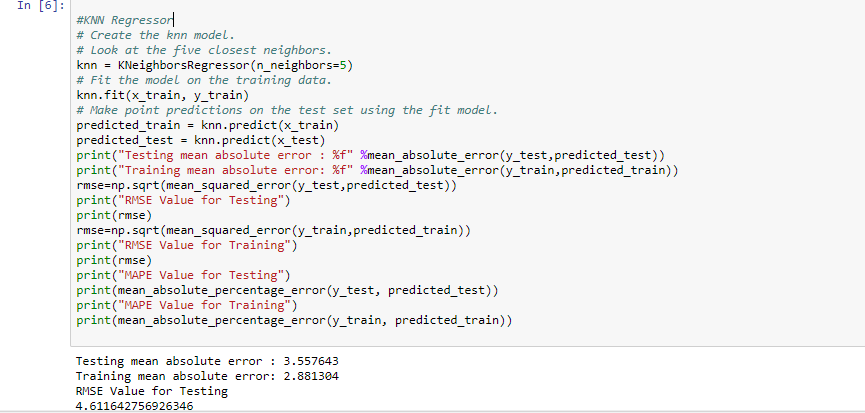 In [6]:
#KNN Regressor
# Create the knn model.
# Look at the five closest neighbors.
knn = KNeighborsRegressor(n_neighbors=5)
# Fit the model on the training data.
knn.fit(x_train, y_train)
# Make point predictions on the test set using the fit model.
predicted_train = knn.predict(x_train)
predicted_test = knn.predict(x_test)
print("Testing mean absolute error : %f" %mean_absolute_error(y_test,predicted_test))
print("Training mean absolute error: %f" %mean_absolute_error(y_train,predicted_train))
rmse=np.sqrt(mean_squared_error(y_test,predicted_test))
print("RMSE Value for Testing")
print(rmse)
rmse=np.sqrt(mean_squared_error(y_train,predicted_train))
print("RMSE Value for Training")
print(rmse)
print("MAPE Value for Testing")
print(mean_absolute_percentage_error(y_test, predicted_test))
print("MAPE Value for Training")
print(mean_absolute_percentage_error(y_train, predicted_train))
Testing mean absolute error : 3.557643
Training mean absolute error: 2.881304
RMSE Value for Testing
4.611642756926346